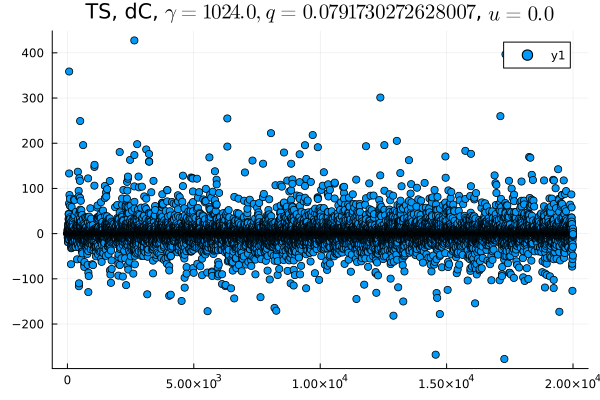 TS, dC, γ = 1024.0, q = 0.0791730272628007, u = 0.0
y1
400
300
200
100
0
−100
−200
0 5.00×10³ 1.00×10⁴ 1.50×10⁴ 2.00×10⁴